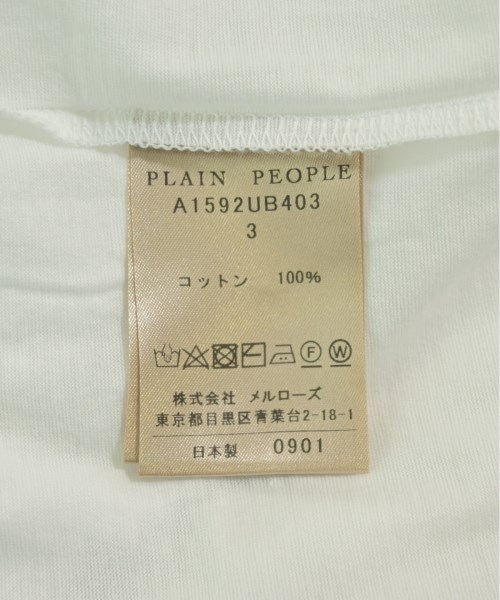 PLAIN PEOPLE
A1592UB403
3
コットン 100%
F W
株式会社 メルローズ
東京都目黒区青葉台2-18-1
日本製 0901